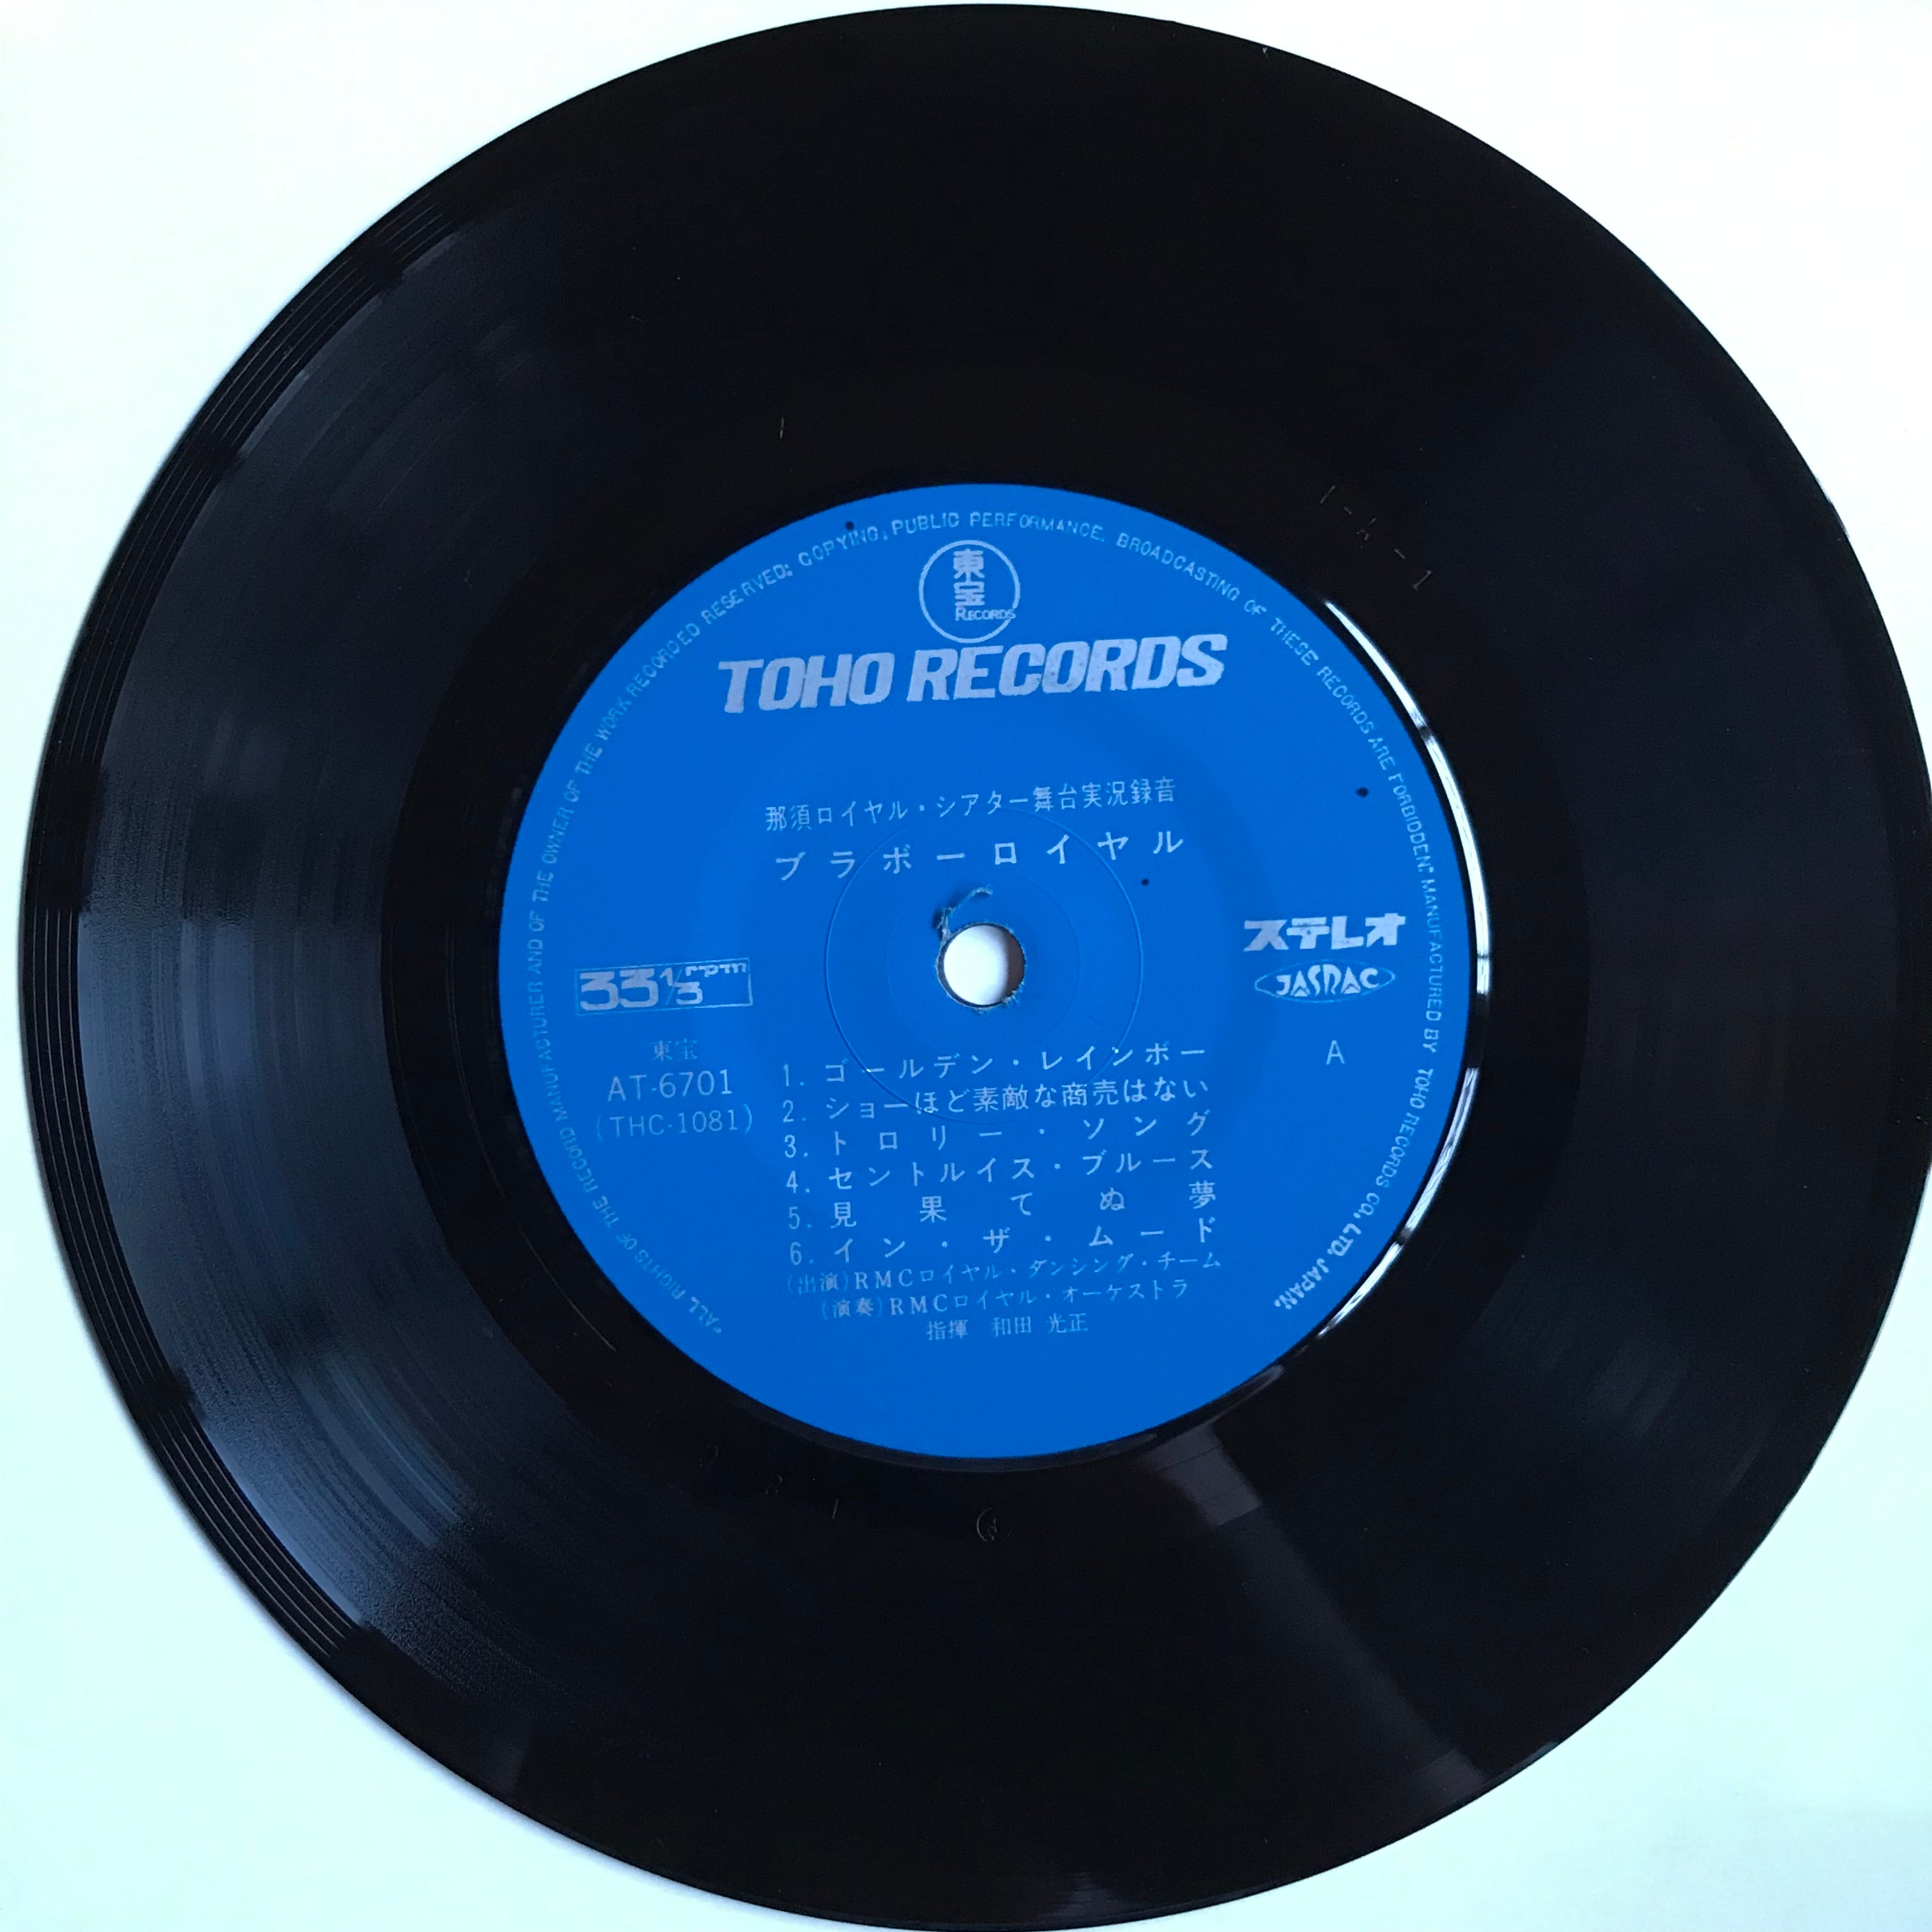 "ALL RIGHTS OF THE RECORD MANUFACTURER AND OF THE OWNER OF THE WORK RECORDED RESERVED; COPYING, PUBLIC PERFORMANCE, BROADCASTING OF THESE RECORDS ARE FORBIDDEN." MANUFACTURED BY TOHO RECORDS CO., LTD. JAPAN.
東宝
RECORDS
TOHO RECORDS
那須ロイヤル・シアター舞台実況録音
ブラボーロイヤル
ステレオ
33 1/3 rpm
JASRAC
東宝
A
AT-6701
(THC-1081)
1. ゴールデン・レインボー
2. ショーほど素敵な商売はない
3. トロリー・ソング
4. セントルイス・ブルース
5. 見果てぬ夢
6. イン・ザ・ムード
(出演)RMCロイヤル・ダンシング・チーム
(演奏)RMCロイヤル・オーケストラ
指揮 和田 光正